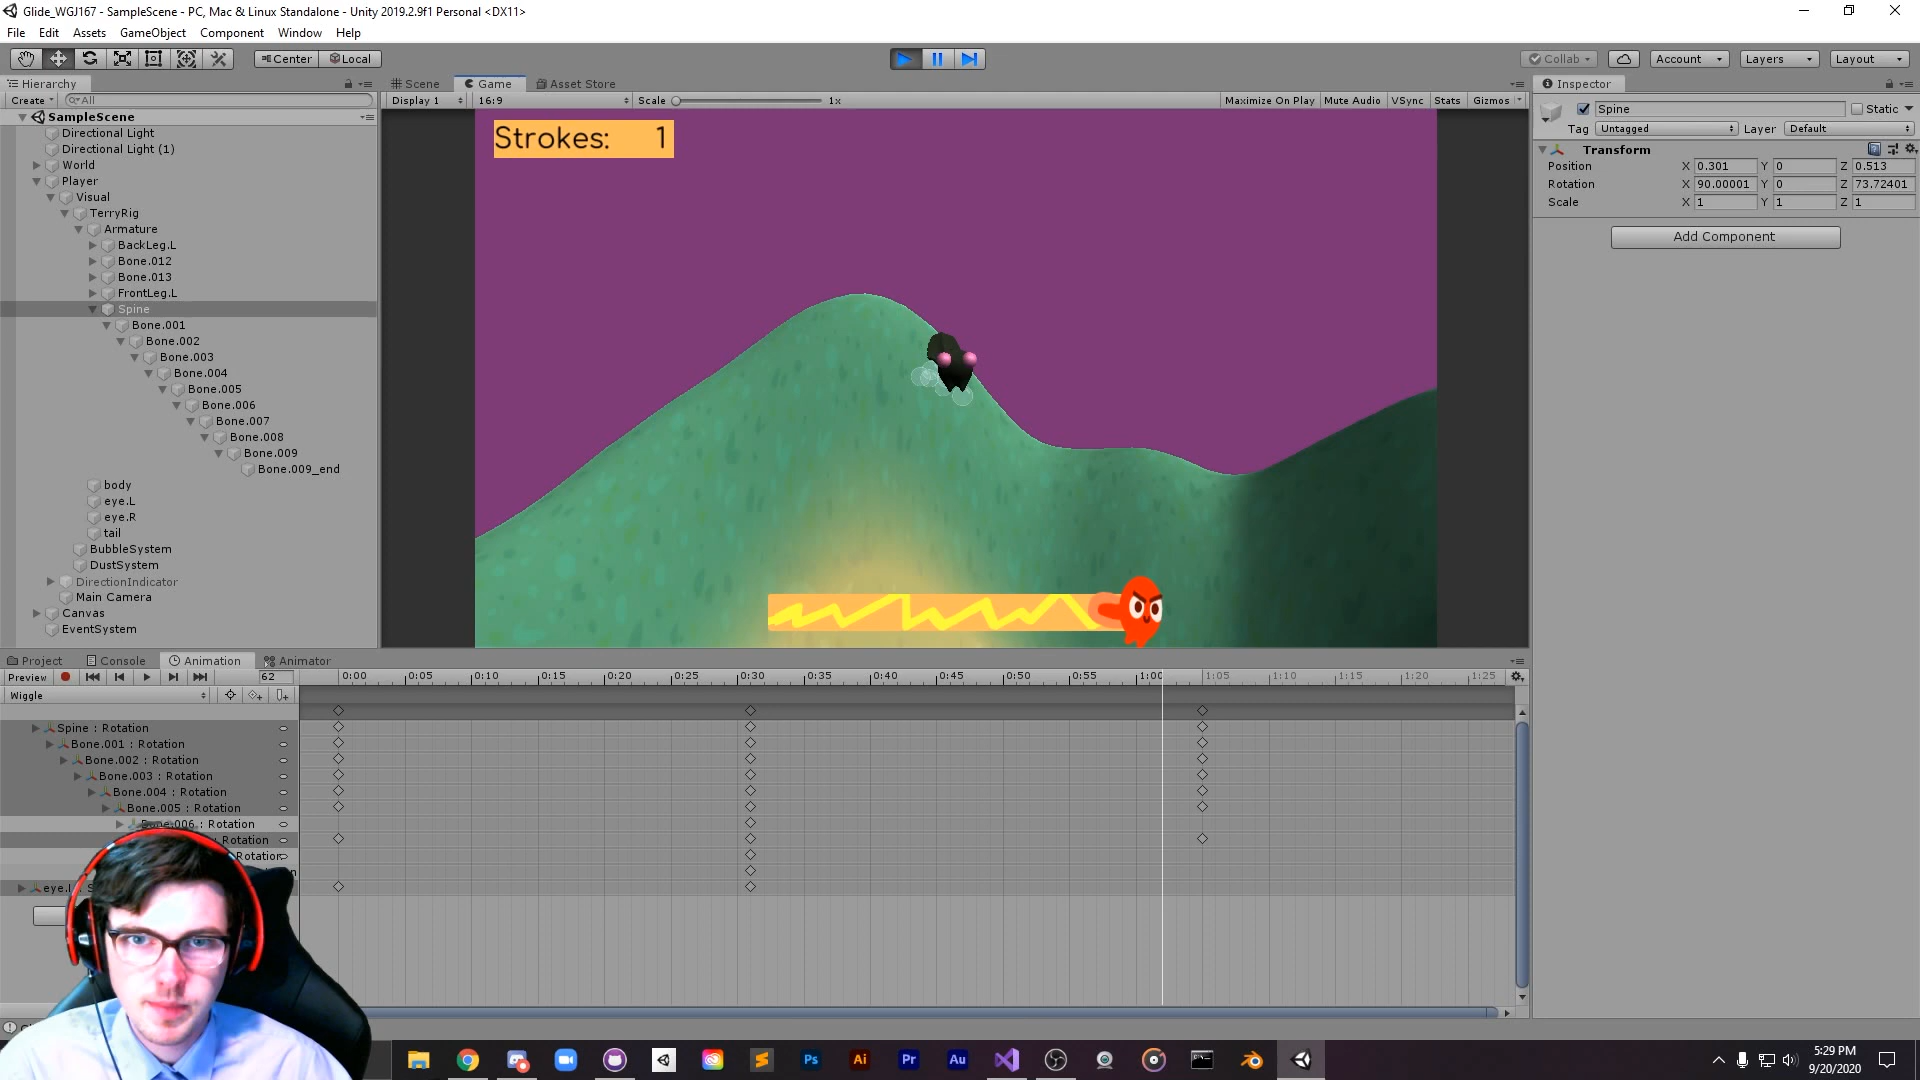 Glide_WGJ167 - SampleScene - PC, Mac & Linux Standalone - Unity 2019.2.9f1 Personal <DX11>
File Edit Assets GameObject Component Window Help
Center Local
Collab Account Layers Layout
Hierarchy
Scene Game Asset Store
Inspector
Create All
Display 1 16:9 Scale 1x Maximize On Play Mute Audio VSync Stats Gizmos
Spine Static
SampleScene
Tag Untagged Layer Default
Directional Light
Directional Light (1)
World
Player
Visual
TerryRig
Armature
BackLeg.L
Bone.012
Bone.013
FrontLeg.L
Spine
Bone.001
Bone.002
Bone.003
Bone.004
Bone.005
Bone.006
Bone.007
Bone.008
Bone.009
Bone.009_end
body
eye.L
eye.R
tail
BubbleSystem
DustSystem
DirectionIndicator
Main Camera
Canvas
EventSystem
Strokes: 1
Transform
Position X 0.301 Y 0 Z 0.513
Rotation X 90.00001 Y 0 Z 73.72401
Scale X 1 Y 1 Z 1
Add Component
Project Console Animation Animator
Preview 62 0:00 0:05 0:10 0:15 0:20 0:25 0:30 0:35 0:40 0:45 0:50 0:55 1:00 1:05 1:10 1:15 1:20 1:25
Wiggle
Spine : Rotation
Bone.001 : Rotation
Bone.002 : Rotation
Bone.003 : Rotation
Bone.004 : Rotation
Bone.005 : Rotation
Bone.006 : Rotation
Rotation
Rotation
Ps Ai Pr Au
5:29 PM
9/20/2020